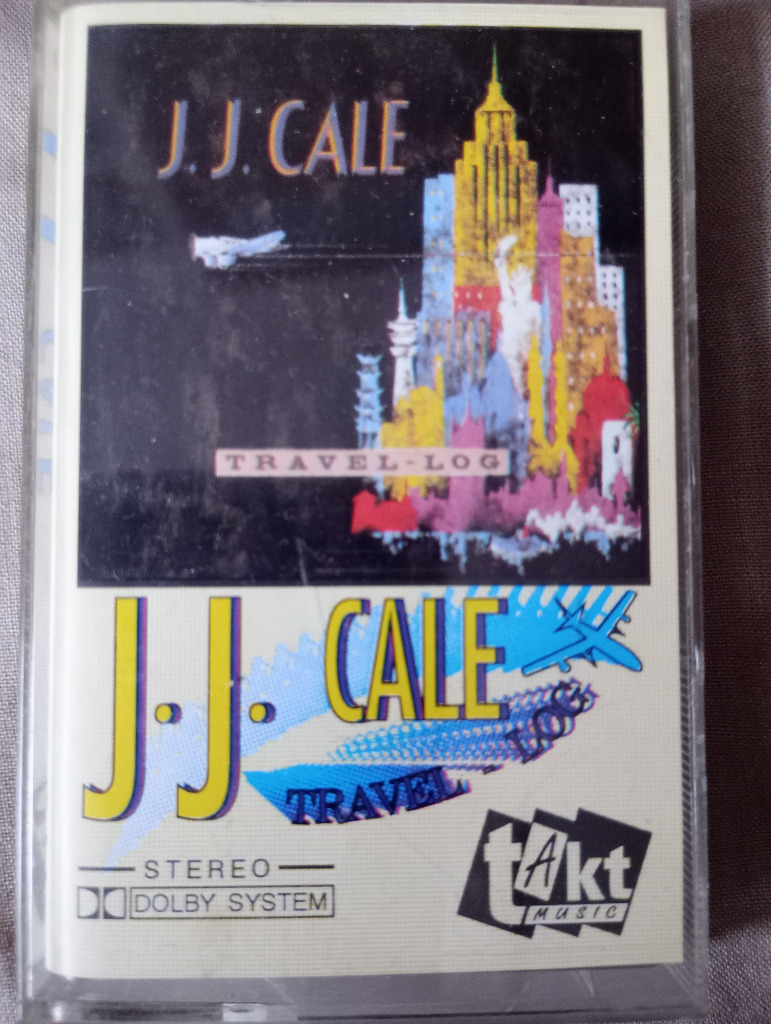 J. J. CALE
TRAVEL-LOG
J.J. CALE
TRAVEL - LOG
STEREO
DOLBY SYSTEM
tAkt
MUSIC